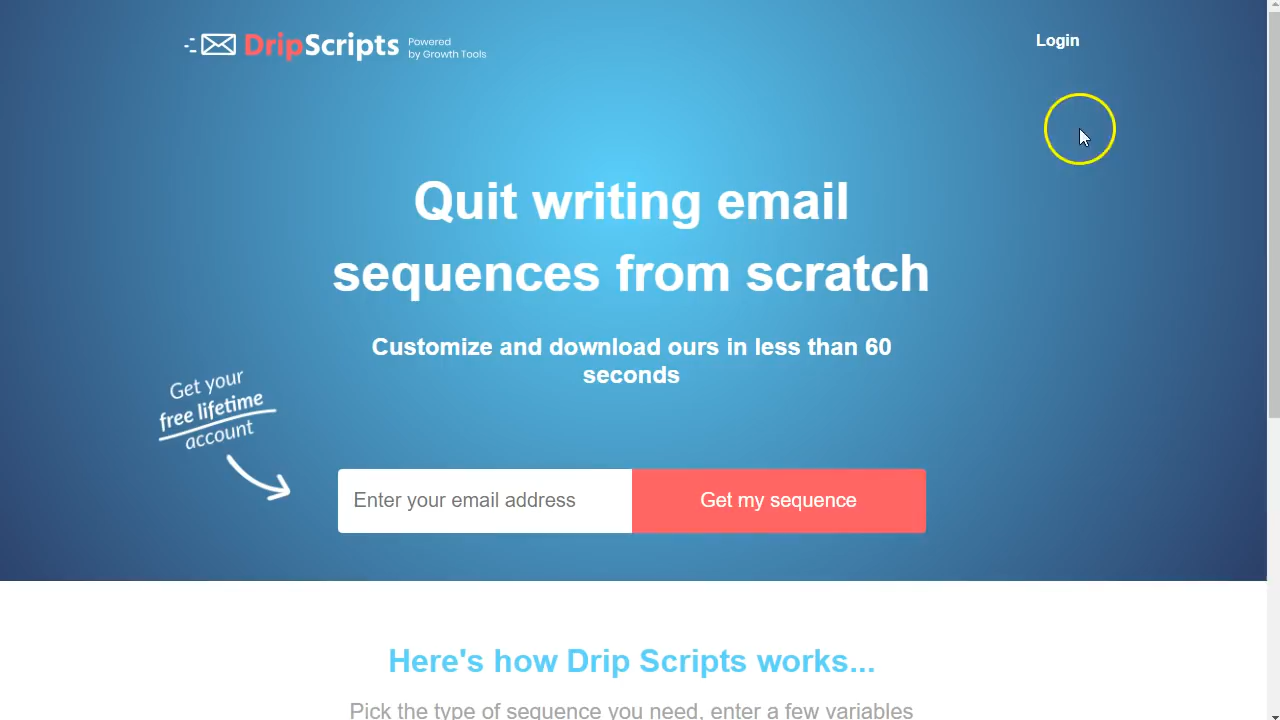 DripScripts
Powered
by Growth Tools
Login
Quit writing email
sequences from scratch
Customize and download ours in less than 60
seconds
Get your
free lifetime
account
Enter your email address
Get my sequence
Here's how Drip Scripts works...
Pick the type of sequence you need, enter a few variables